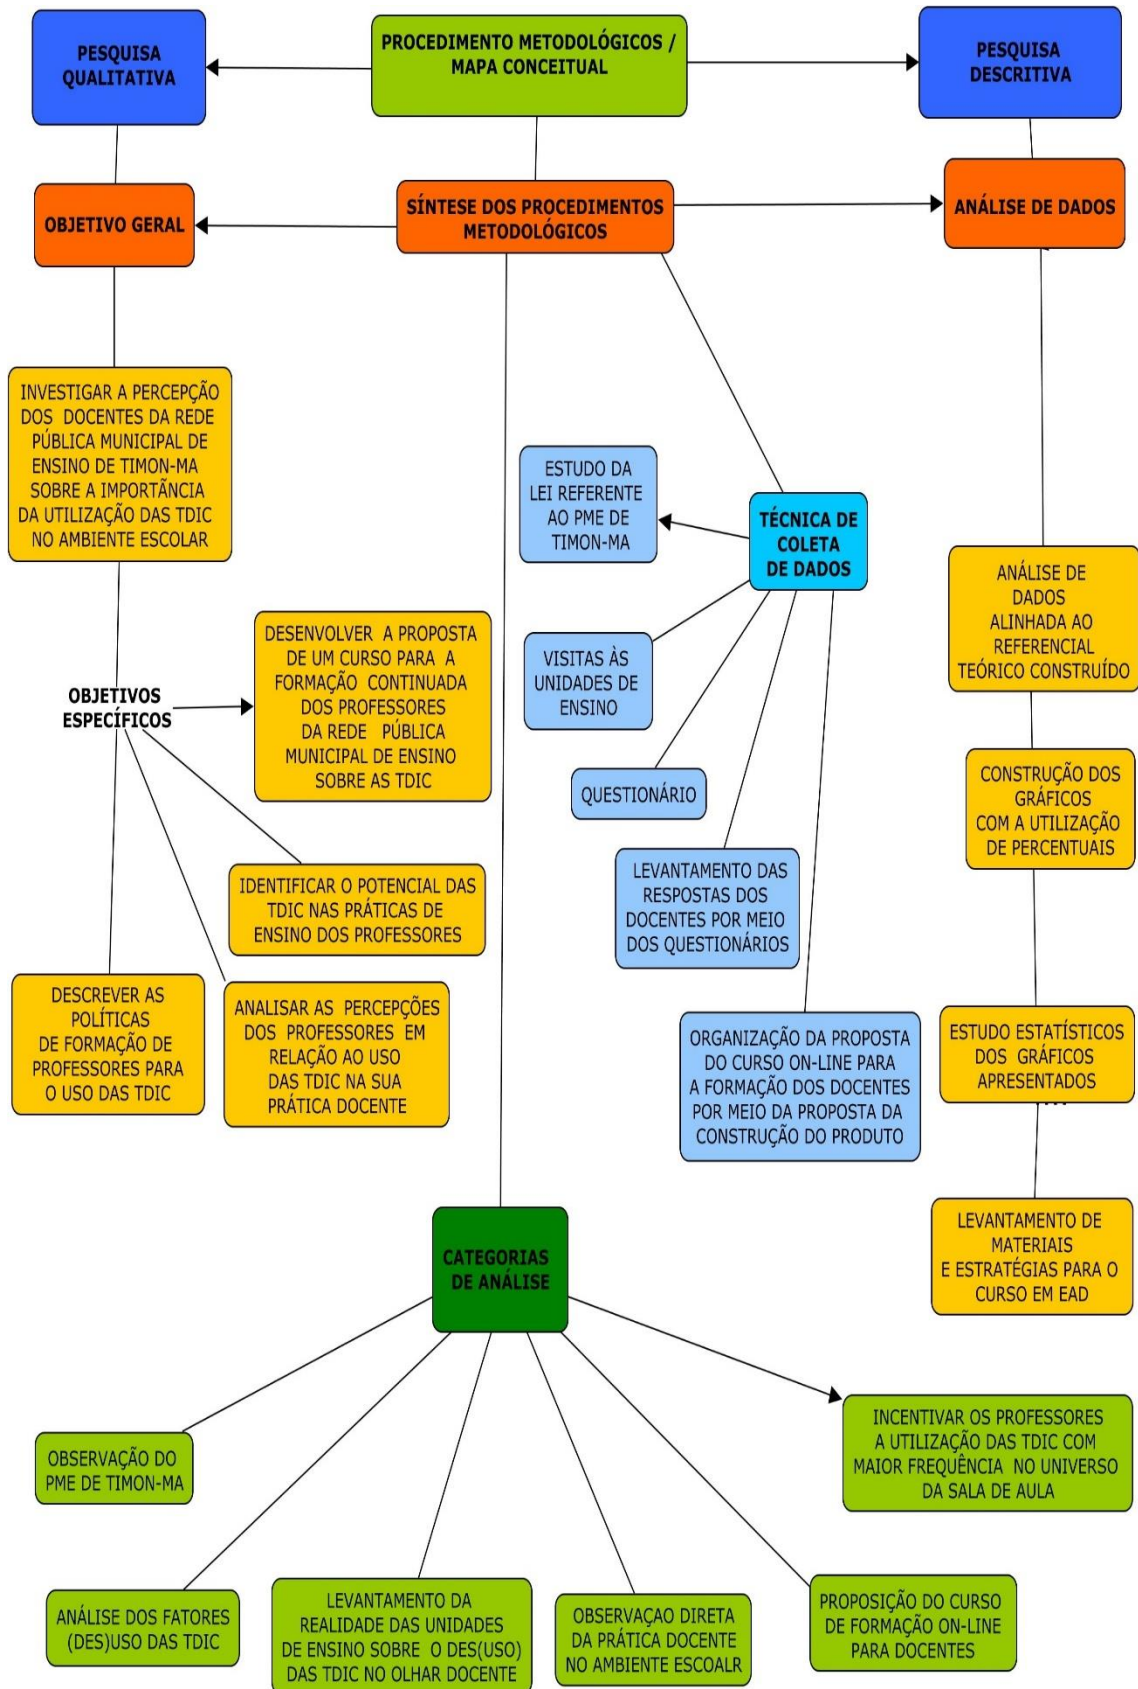 PESQUISA
QUALITATIVA
PROCEDIMENTO METODOLÓGICOS /
MAPA CONCEITUAL
PESQUISA
DESCRITIVA
OBJETIVO GERAL
SÍNTESE DOS PROCEDIMENTOS
METODOLÓGICOS
ANÁLISE DE DADOS
INVESTIGAR A PERCEPÇÃO
DOS DOCENTES DA REDE
PÚBLICA MUNICIPAL DE
ENSINO DE TIMON-MA
SOBRE A IMPORTÂNCIA
DA UTILIZAÇÃO DAS TDIC
NO AMBIENTE ESCOLAR
OBJETIVOS
ESPECÍFICOS
DESENVOLVER A PROPOSTA
DE UM CURSO PARA A
FORMAÇÃO CONTINUADA
DOS PROFESSORES
DA REDE PÚBLICA
MUNICIPAL DE ENSINO
SOBRE AS TDIC
IDENTIFICAR O POTENCIAL DAS
TDIC NAS PRÁTICAS DE
ENSINO DOS PROFESSORES
DESCREVER AS
POLÍTICAS
DE FORMAÇÃO DE
PROFESSORES PARA
O USO DAS TDIC
ANALISAR AS PERCEPÇÕES
DOS PROFESSORES EM
RELAÇÃO AO USO
DAS TDIC NA SUA
PRÁTICA DOCENTE
TÉCNICA DE
COLETA
DE DADOS
ESTUDO DA
LEI REFERENTE
AO PME DE
TIMON-MA
VISITAS ÀS
UNIDADES DE
ENSINO
QUESTIONÁRIO
LEVANTAMENTO DAS
RESPOSTAS DOS
DOCENTES POR MEIO
DOS QUESTIONÁRIOS
ORGANIZAÇÃO DA PROPOSTA
DO CURSO ON-LINE PARA
A FORMAÇÃO DOS DOCENTES
POR MEIO DA PROPOSTA DA
CONSTRUÇÃO DO PRODUTO
ANÁLISE DE
DADOS
ALINHADA AO
REFERENCIAL
TEÓRICO CONSTRUÍDO
CONSTRUÇÃO DOS
GRÁFICOS
COM A UTILIZAÇÃO
DE PERCENTUAIS
ESTUDO ESTATÍSTICOS
DOS GRÁFICOS
APRESENTADOS
LEVANTAMENTO DE
MATERIAIS
E ESTRATÉGIAS PARA O
CURSO EM EAD
CATEGORIAS
DE ANÁLISE
OBSERVAÇÃO DO
PME DE TIMON-MA
ANÁLISE DOS FATORES
(DES)USO DAS TDIC
LEVANTAMENTO DA
REALIDADE DAS UNIDADES
DE ENSINO SOBRE O DES(USO)
DAS TDIC NO OLHAR DOCENTE
OBSERVAÇAO DIRETA
DA PRÁTICA DOCENTE
NO AMBIENTE ESCOALR
PROPOSIÇÃO DO CURSO
DE FORMAÇÃO ON-LINE
PARA DOCENTES
INCENTIVAR OS PROFESSORES
A UTILIZAÇÃO DAS TDIC COM
MAIOR FREQUÊNCIA NO UNIVERSO
DA SALA DE AULA